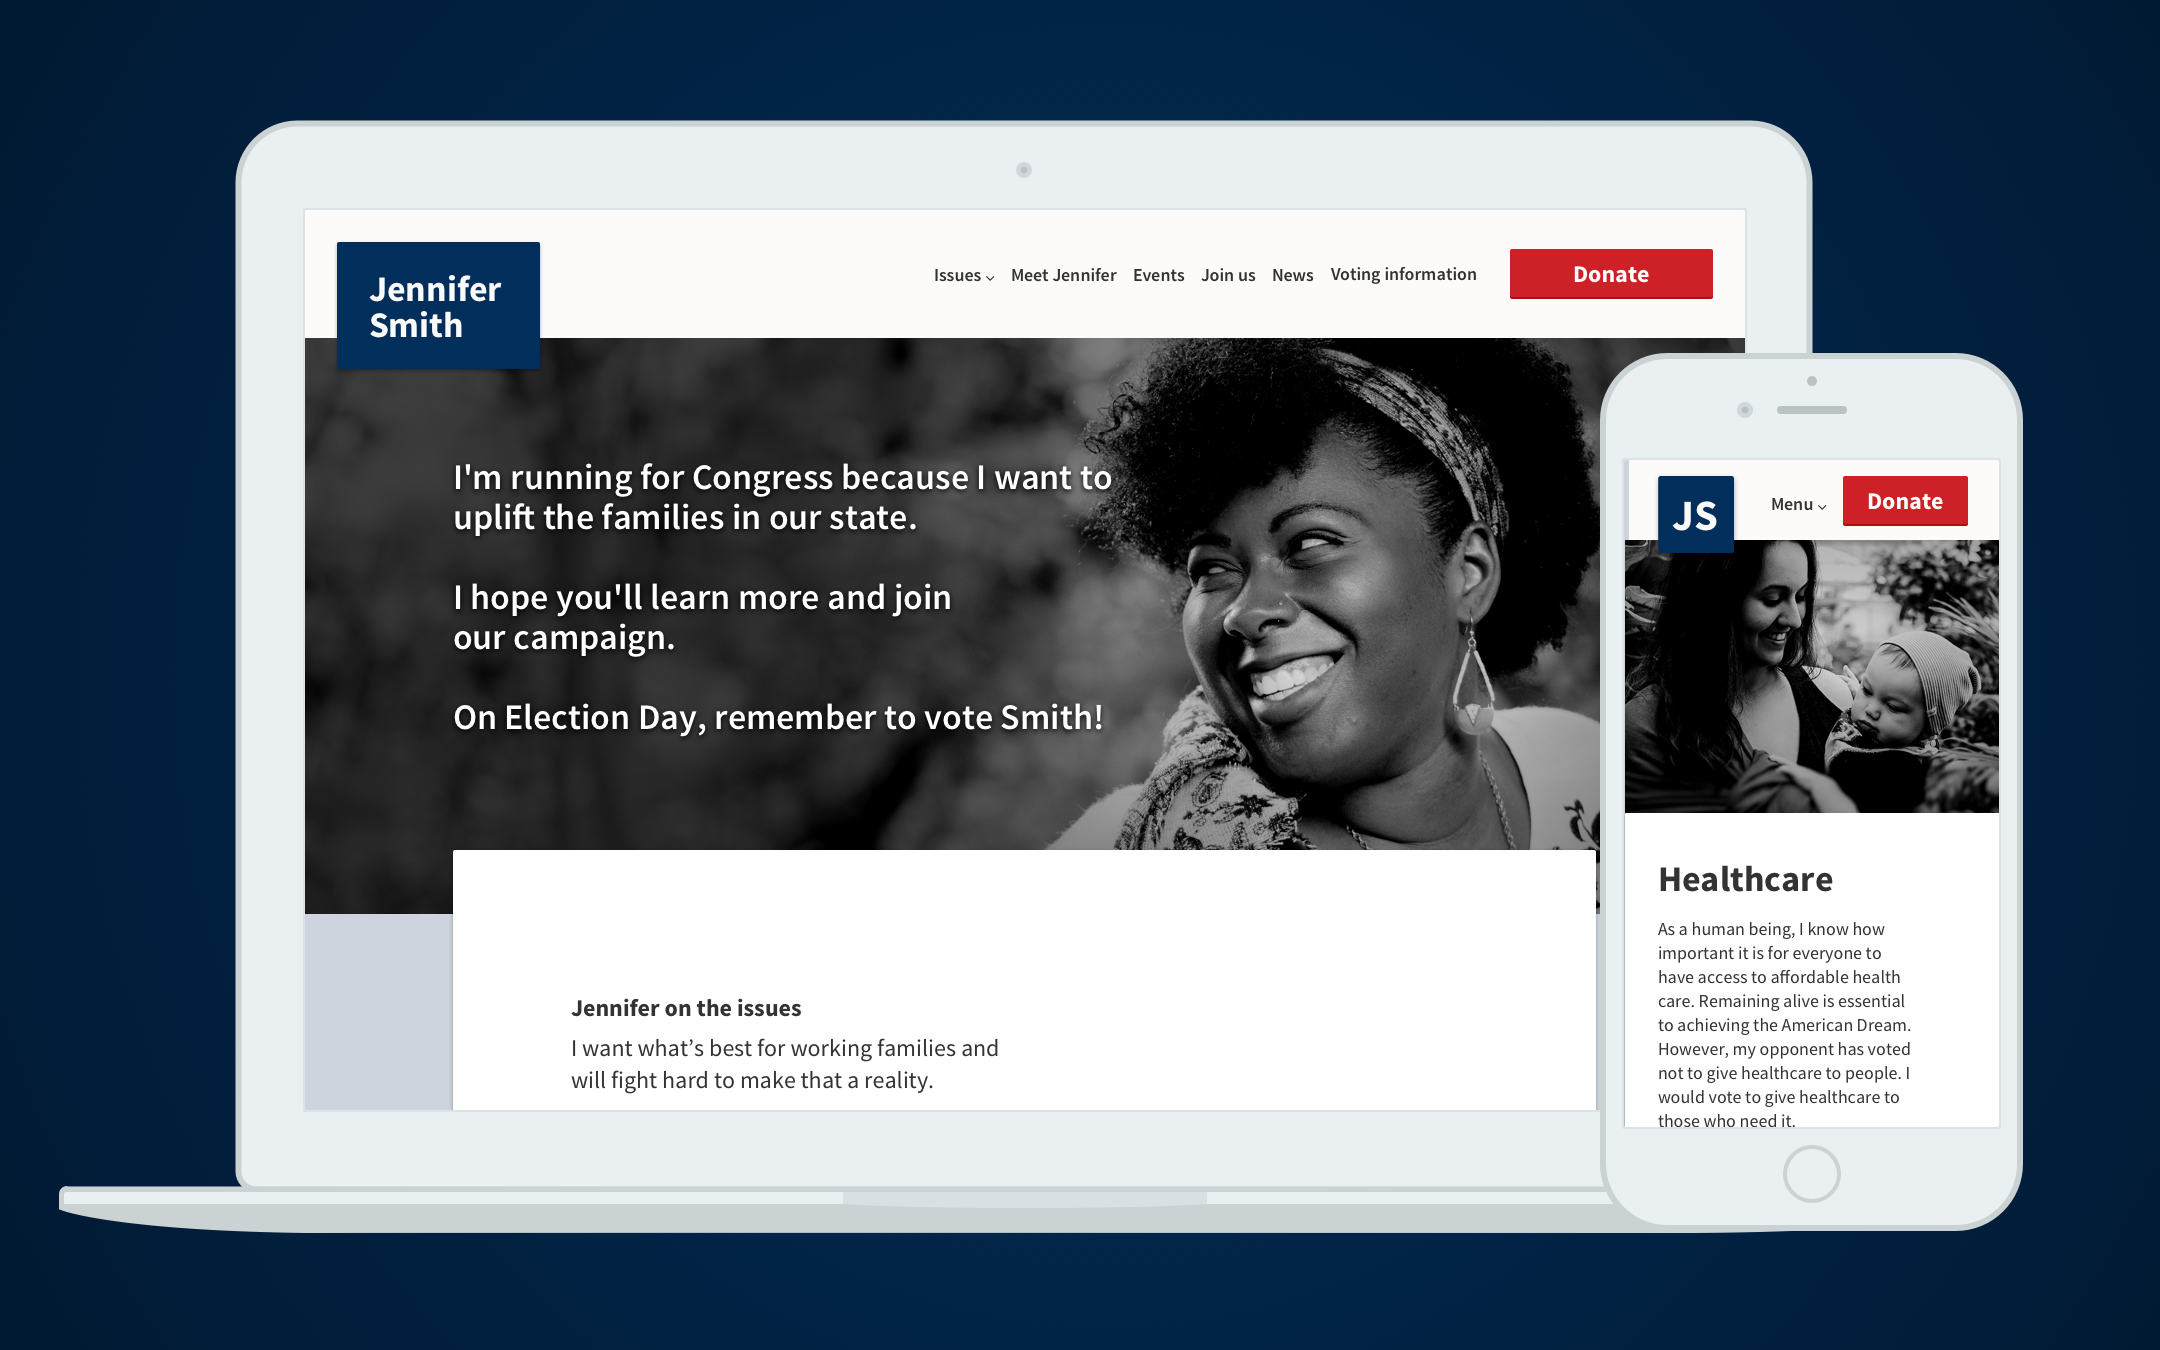 Jennifer
Smith
Issues Meet Jennifer Events Join us News Voting information Donate
I'm running for Congress because I want to
uplift the families in our state.
I hope you'll learn more and join
our campaign.
On Election Day, remember to vote Smith!
Jennifer on the issues
I want what’s best for working families and
will fight hard to make that a reality.
JS Menu Donate
Healthcare
As a human being, I know how
important it is for everyone to
have access to affordable health
care. Remaining alive is essential
to achieving the American Dream.
However, my opponent has voted
not to give healthcare to people. I
would vote to give healthcare to
those who need it.